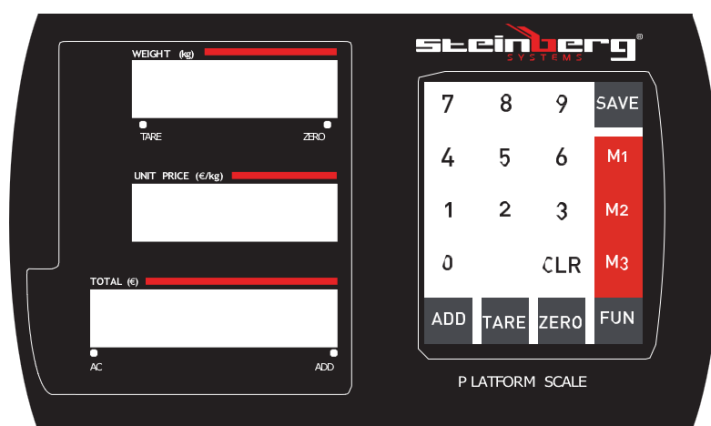 WEIGHT (kg)
TARE ZERO
UNIT PRICE (€/kg)
TOTAL (€)
AC ADD
steinberg®
SYSTEMS
7 8 9 SAVE
4 5 6 M1
1 2 3 M2
0 CLR M3
ADD TARE ZERO FUN
PLATFORM SCALE